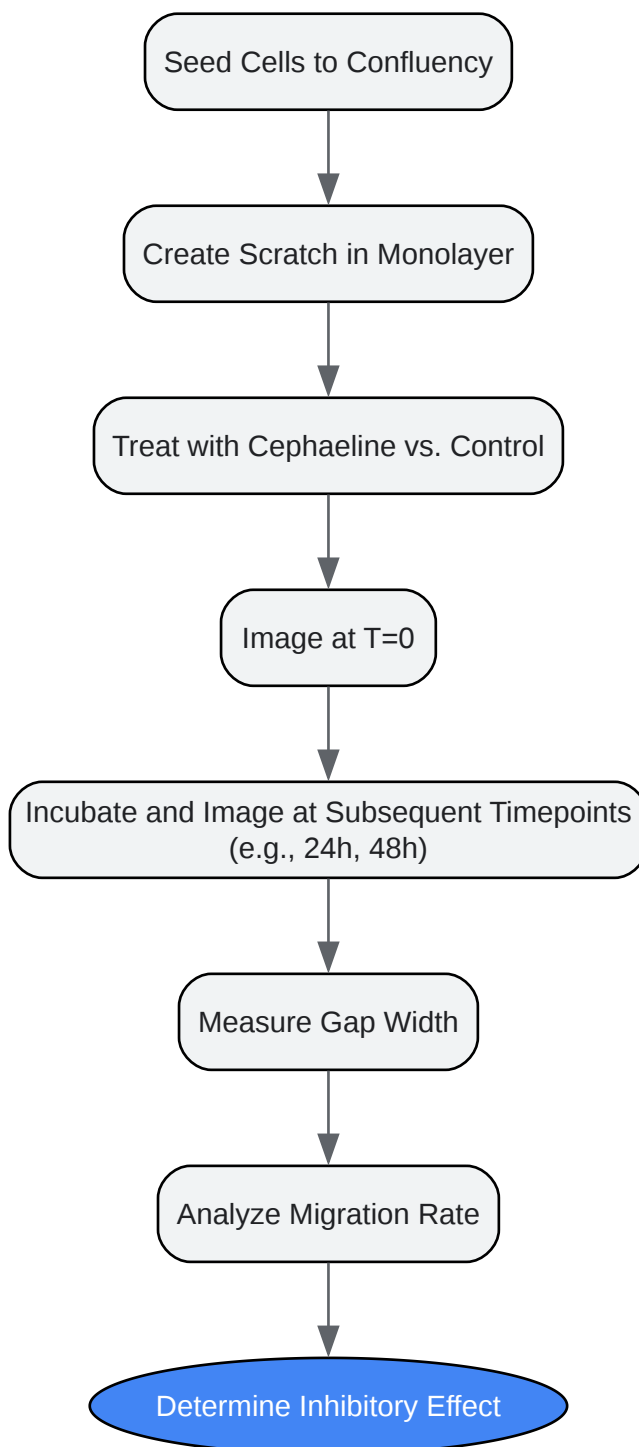 Seed Cells to Confluency
Create Scratch in Monolayer
Treat with Cephaeline vs. Control
Image at T=0
Incubate and Image at Subsequent Timepoints
(e.g., 24h, 48h)
Measure Gap Width
Analyze Migration Rate
Determine Inhibitory Effect